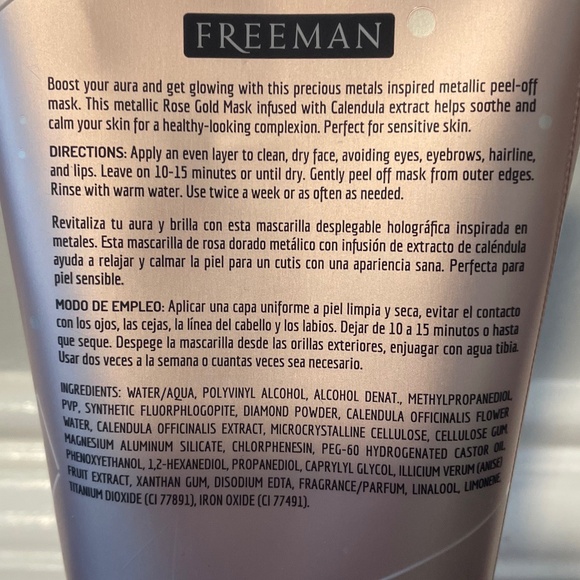 FREEMAN
Boost your aura and get glowing with this precious metals inspired metallic peel-off
mask. This metallic Rose Gold Mask infused with Calendula extract helps soothe and
calm your skin for a healthy-looking complexion. Perfect for sensitive skin.
DIRECTIONS: Apply an even layer to clean, dry face, avoiding eyes, eyebrows, hairline,
and lips. Leave on 10-15 minutes or until dry. Gently peel off mask from outer edges.
Rinse with warm water. Use twice a week or as often as needed.
Revitaliza tu aura y brilla con esta mascarilla desplegable holográfica inspirada en
metales. Esta mascarilla de rosa dorado metálico con infusión de extracto de caléndula
ayuda a relajar y calmar la piel para un cutis con una apariencia sana. Perfecta para
piel sensible.
MODO DE EMPLEO: Aplicar una capa uniforme a piel limpia y seca, evitar el contacto
con los ojos, las cejas, la línea del cabello y los labios. Dejar de 10 a 15 minutos o hasta
que seque. Despege la mascarilla desde las orillas exteriores, enjuagar con agua tibia.
Usar dos veces a la semana o cuantas veces sea necesario.
INGREDIENTS: WATER/AQUA, POLYVINYL ALCOHOL, ALCOHOL DENAT., METHYLPROPANEDIOL,
PVP, SYNTHETIC FLUORPHLOGOPITE, DIAMOND POWDER, CALENDULA OFFICINALIS FLOWER
WATER, CALENDULA OFFICINALIS EXTRACT, MICROCRYSTALLINE CELLULOSE, CELLULOSE GUM,
MAGNESIUM ALUMINUM SILICATE, CHLORPHENESIN, PEG-60 HYDROGENATED CASTOR OIL,
PHENOXYETHANOL, 1,2-HEXANEDIOL, PROPANEDIOL, CAPRYLYL GLYCOL, ILLICIUM VERUM (ANISE)
FRUIT EXTRACT, XANTHAN GUM, DISODIUM EDTA, FRAGRANCE/PARFUM, LINALOOL, LIMONENE,
TITANIUM DIOXIDE (CI 77891), IRON OXIDE (CI 77491).